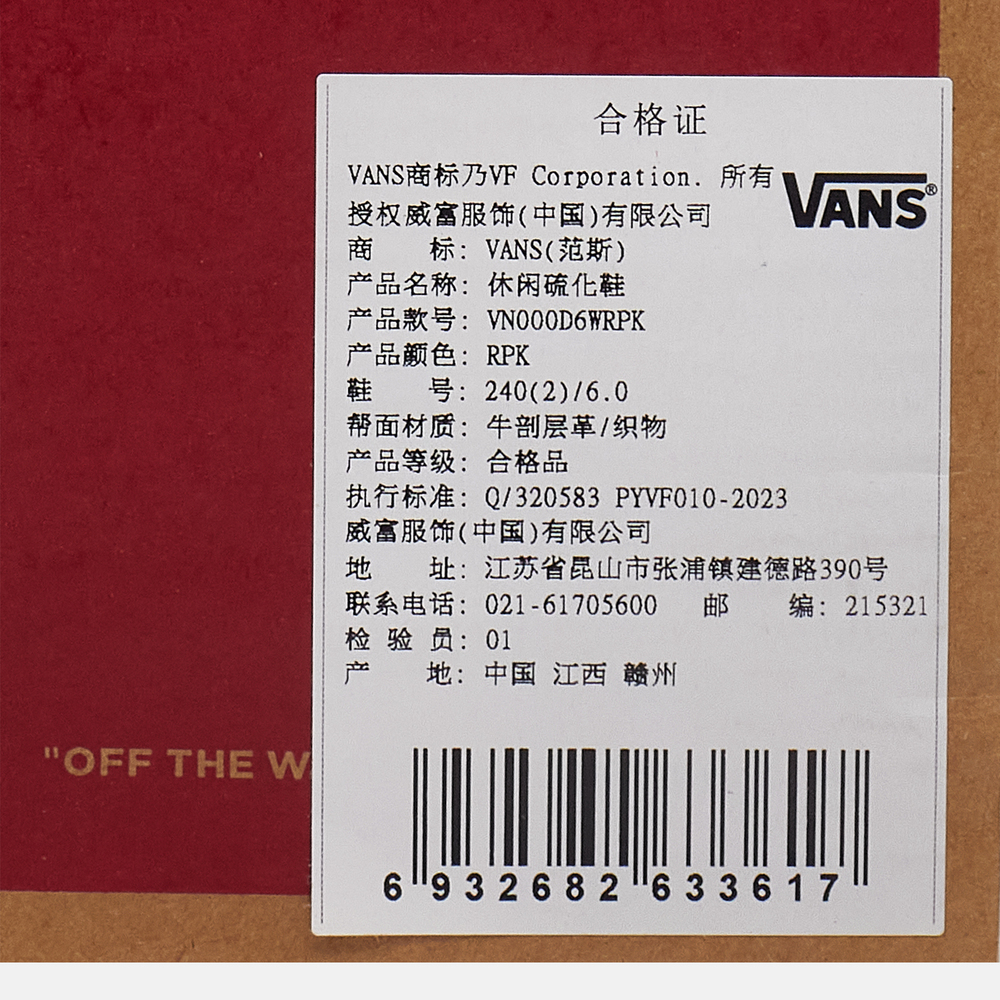 合格证
VANS商标乃VF Corporation. 所有
VANS®
授权威富服饰(中国)有限公司
商 标: VANS(范斯)
产品名称: 休闲硫化鞋
产品款号: VN000D6WRPK
产品颜色: RPK
鞋 号: 240(2)/6.0
帮面材质: 牛剖层革/织物
产品等级: 合格品
执行标准: Q/320583 PYVF010-2023
威富服饰(中国)有限公司
地 址: 江苏省昆山市张浦镇建德路390号
联系电话: 021-61705600 邮 编: 215321
检 验 员: 01
产 地: 中国 江西 赣州
"OFF THE WA
6 932682 633617